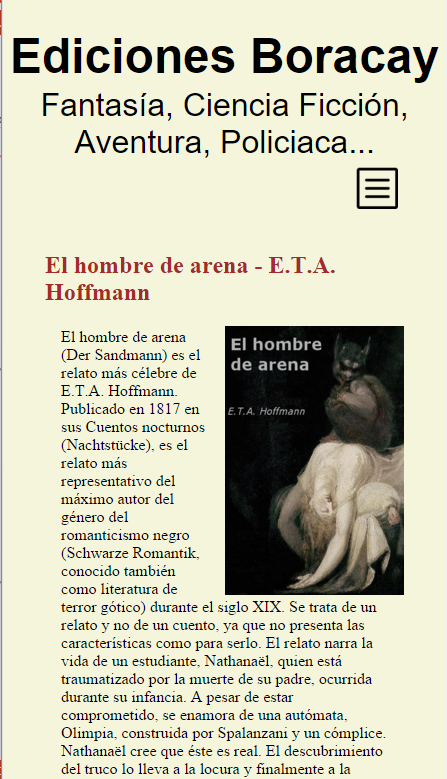 Ediciones Boracay
Fantasía, Ciencia Ficción,
Aventura, Policiaca...
El hombre de arena - E.T.A.
Hoffmann
El hombre de arena
(Der Sandmann) es el
relato más célebre de
E.T.A. Hoffmann.
Publicado en 1817 en
sus Cuentos nocturnos
(Nachtstücke), es el
relato más
representativo del
máximo autor del
género del
romanticismo negro
(Schwarze Romantik,
conocido también
como literatura de
terror gótico) durante el siglo XIX. Se trata de un
relato y no de un cuento, ya que no presenta las
características como para serlo. El relato narra la
vida de un estudiante, Nathanaël, quien está
traumatizado por la muerte de su padre, ocurrida
durante su infancia. A pesar de estar
comprometido, se enamora de una autómata,
Olimpia, construida por Spalanzani y un cómplice.
Nathanaël cree que éste es real. El descubrimiento
del truco lo lleva a la locura y finalmente a la
El hombre
de arena
E.T.A. Hoffmann